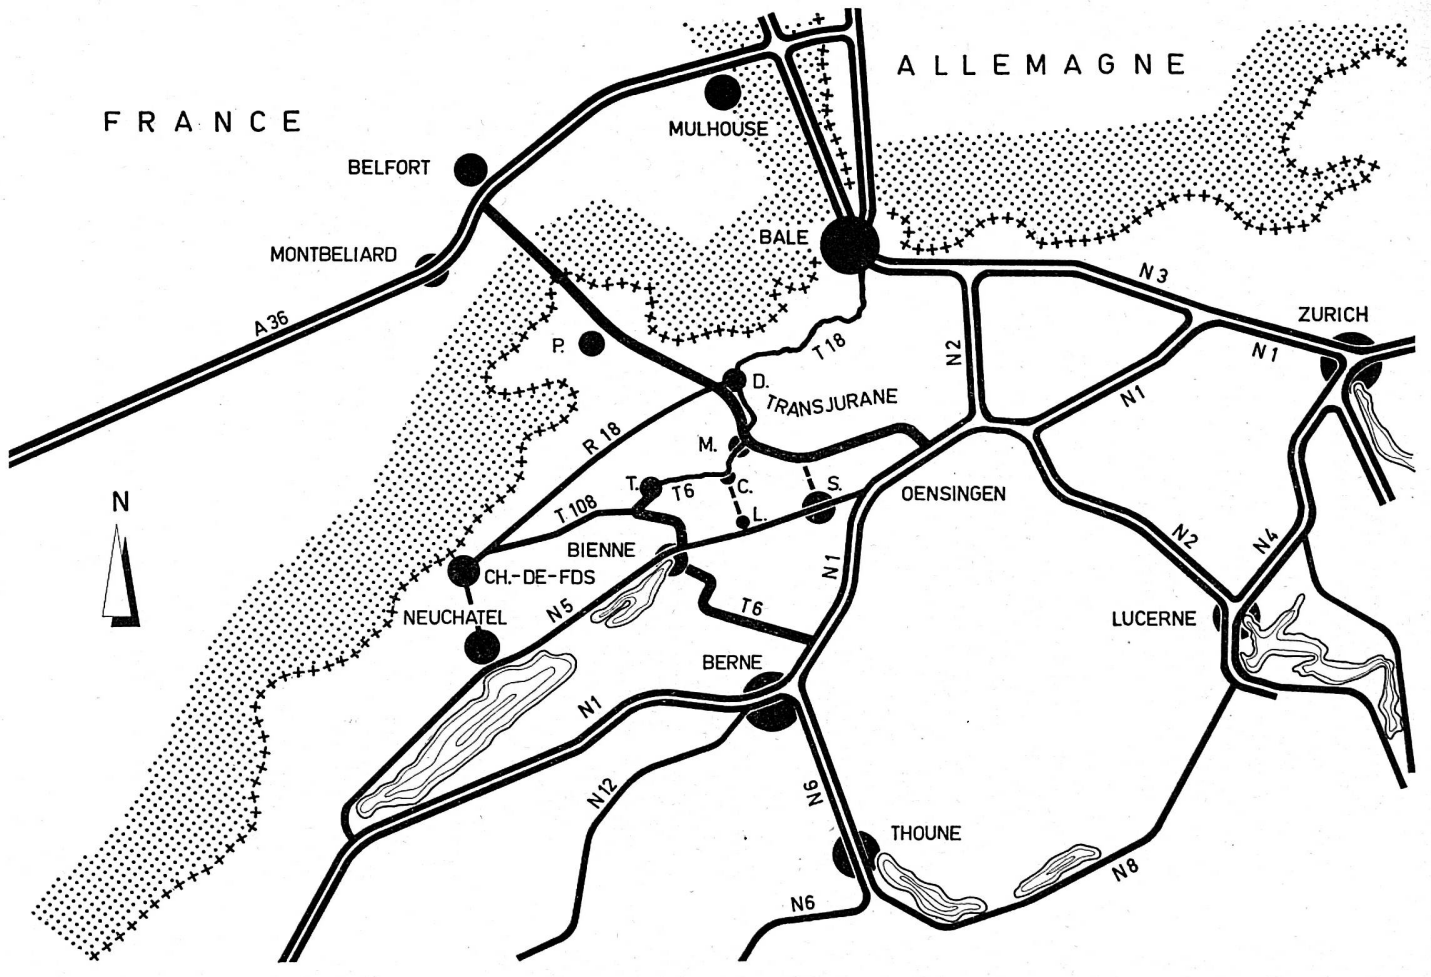 ALLEMAGNE
FRANCE
MULHOUSE
BELFORT
BALE
MONTBELIARD
N3
A36
ZURICH
P.
T18
N2
N1
D.
TRANSJURANE
N1
R 18
M.
T.
T6
C.
S.
OENSINGEN
N
T 108
L.
BIENNE
N1
N2
N4
CH.-DE-FDS
NEUCHATEL
N5
T6
LUCERNE
BERNE
N1
N12
N6
THOUNE
N8
N6